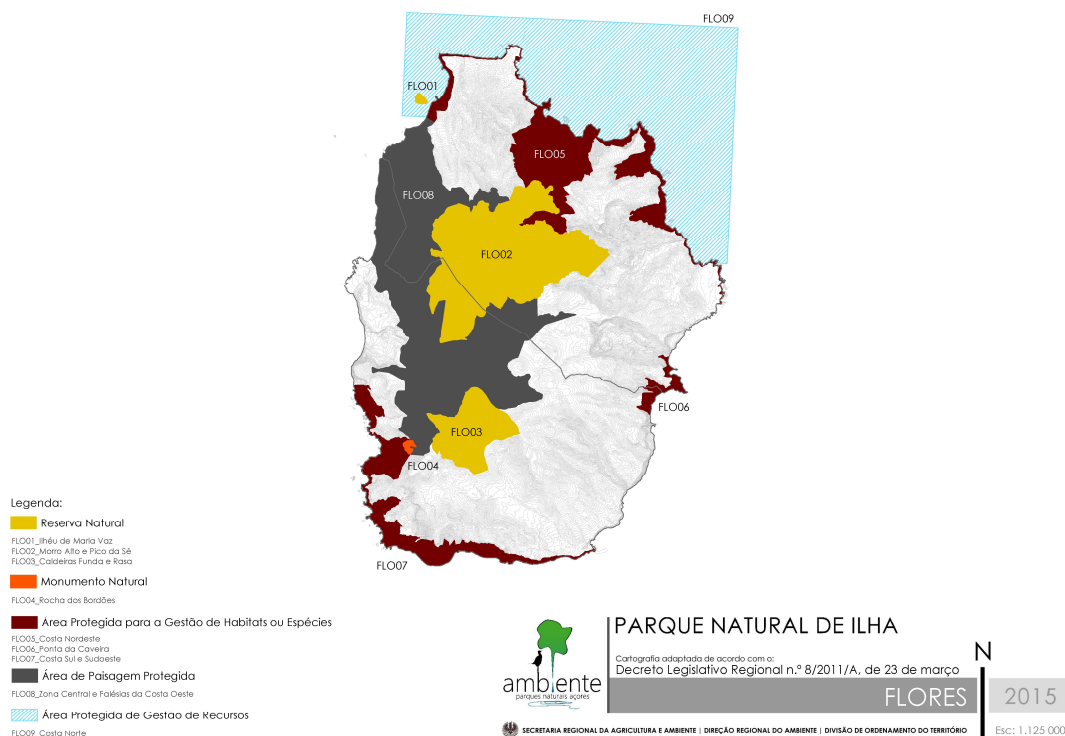 FLO09
FLO01
FLO05
FLO08
FLO02
FLO06
FLO03
FLO04
FLO07
Legenda:
Reserva Natural
FLO01_Ilhéu de Maria Vaz
FLO02_Morro Alto e Pico da Sé
FLO03_Caldeiras Funda e Rasa
Monumento Natural
FLO04_Rocha dos Bordões
Área Protegida para a Gestão de Habitats ou Espécies
FLO05_Costa Nordeste
FLO06_Ponta da Caveira
FLO07_Costa Sul e Sudoeste
Área de Paisagem Protegida
FLO08_Zona Central e Falésias da Costa Oeste
Área Protegida de Gestão de Recursos
FLO09_Costa Norte
ambiente
parques naturais açores
PARQUE NATURAL DE ILHA
Cartografia adaptada de acordo com o:
Decreto Legislativo Regional n.º 8/2011/A, de 23 de março
FLORES
N
2015
SECRETARIA REGIONAL DA AGRICULTURA E AMBIENTE | DIREÇÃO REGIONAL DO AMBIENTE | DIVISÃO DE ORDENAMENTO DO TERRITÓRIO
Esc: 1.125 000